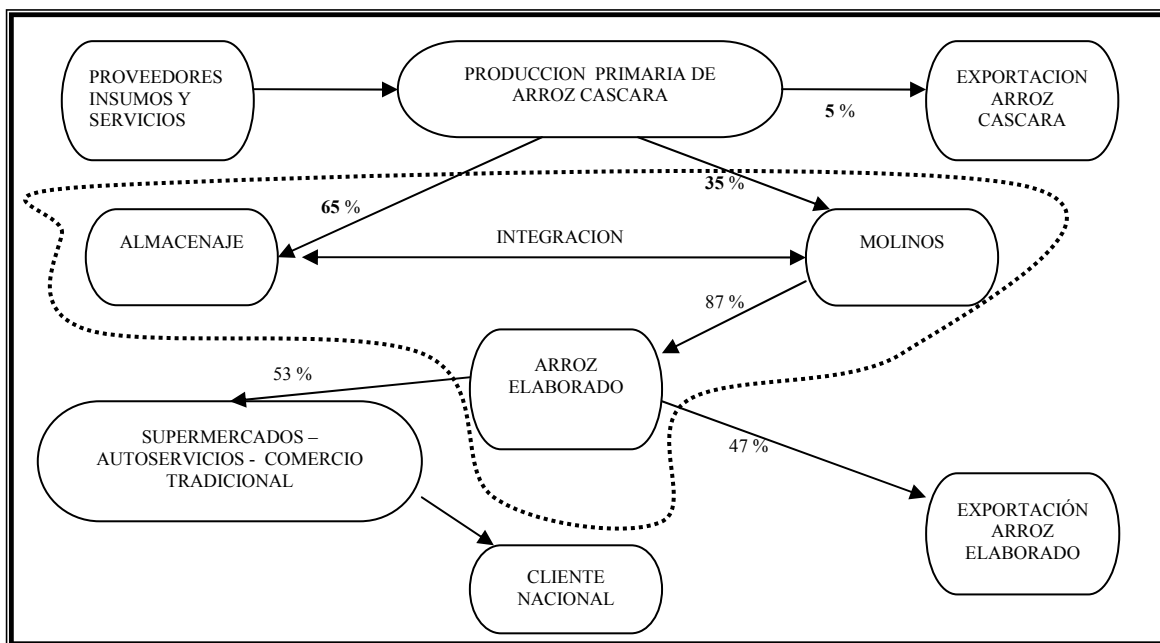 PROVEEDORES
INSUMOS Y
SERVICIOS
PRODUCCION PRIMARIA DE
ARROZ CASCARA
EXPORTACION
ARROZ
CASCARA
5 %
35 %
65 %
ALMACENAJE
INTEGRACION
MOLINOS
87 %
ARROZ
ELABORADO
53 %
SUPERMERCADOS –
AUTOSERVICIOS - COMERCIO
TRADICIONAL
47 %
EXPORTACIÓN
ARROZ
ELABORADO
CLIENTE
NACIONAL